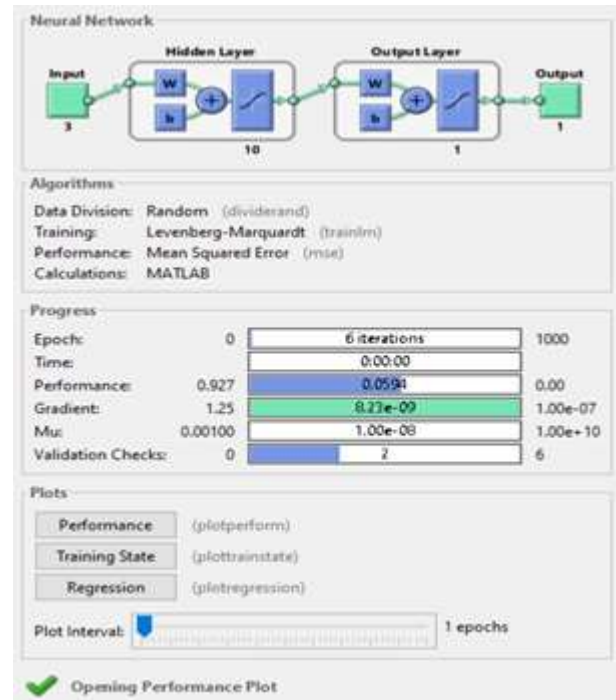 Neural Network
Hidden Layer Output Layer
Input Output
W W
b b
3 10 1 1
Algorithms
Data Division: Random (dividerand)
Training: Levenberg-Marquardt (trainlm)
Performance: Mean Squared Error (mse)
Calculations: MATLAB
Progress
Epoch: 0 6 iterations 1000
Time: 0:00:00
Performance: 0.927 0.0594 0.00
Gradient: 1.25 8.23e-09 1.00e-07
Mu: 0.00100 1.00e-08 1.00e+10
Validation Checks: 0 2 6
Plots
Performance (plotperform)
Training State (plottrainstate)
Regression (plotregression)
Plot Interval: 1 epochs
Opening Performance Plot